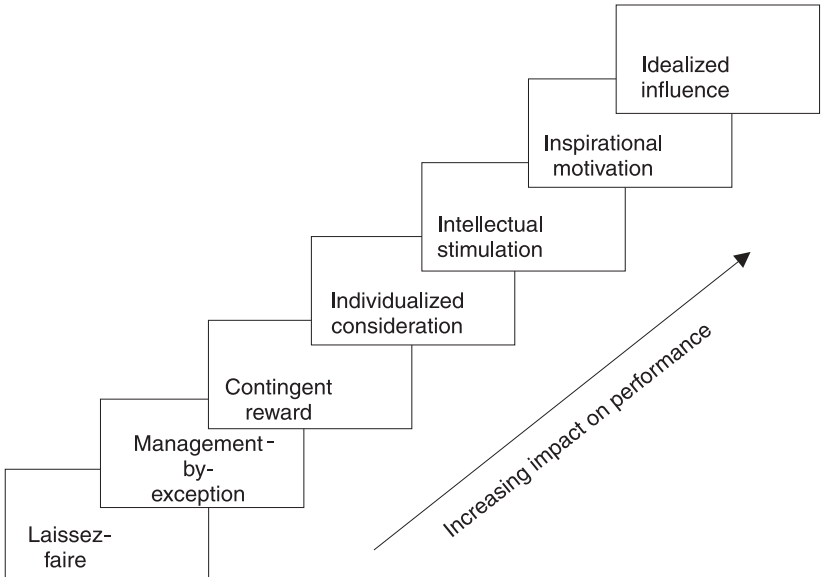 Idealized
influence
Inspirational
motivation
Intellectual
stimulation
Individualized
consideration
Contingent
reward
Management-
by-
exception
Laissez-
faire
Increasing impact on performance